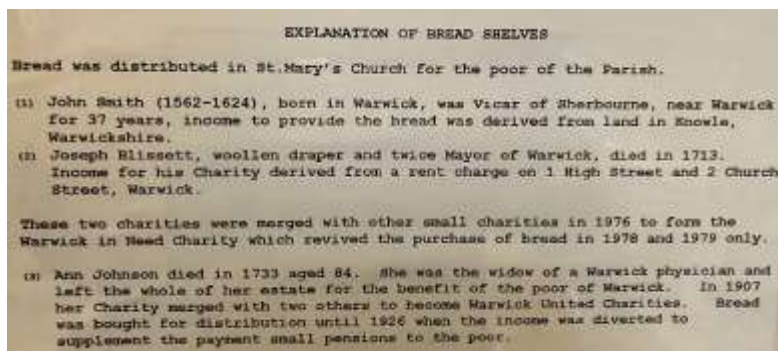 EXPLANATION OF BREAD SHELVES
Bread was distributed in St.Mary's Church for the poor of the Parish.
(1) John Smith (1562-1624), born in Warwick, was Vicar of Sherbourne, near Warwick
for 37 years, income to provide the bread was derived from land in Knowle,
Warwickshire.
(2) Joseph Blissett, woollen draper and twice Mayor of Warwick, died in 1713.
Income for his Charity derived from a rent charge on 1 High Street and 2 Church
Street, Warwick.
These two charities were merged with other small charities in 1976 to form the
Warwick in Need Charity which revived the purchase of bread in 1978 and 1979 only.
(3) Ann Johnson died in 1733 aged 84. She was the widow of a Warwick physician and
left the whole of her estate for the benefit of the poor of Warwick. In 1907
her Charity merged with two others to become Warwick United Charities. Bread
was bought for distribution until 1926 when the income was diverted to
supplement the payment small pensions to the poor.